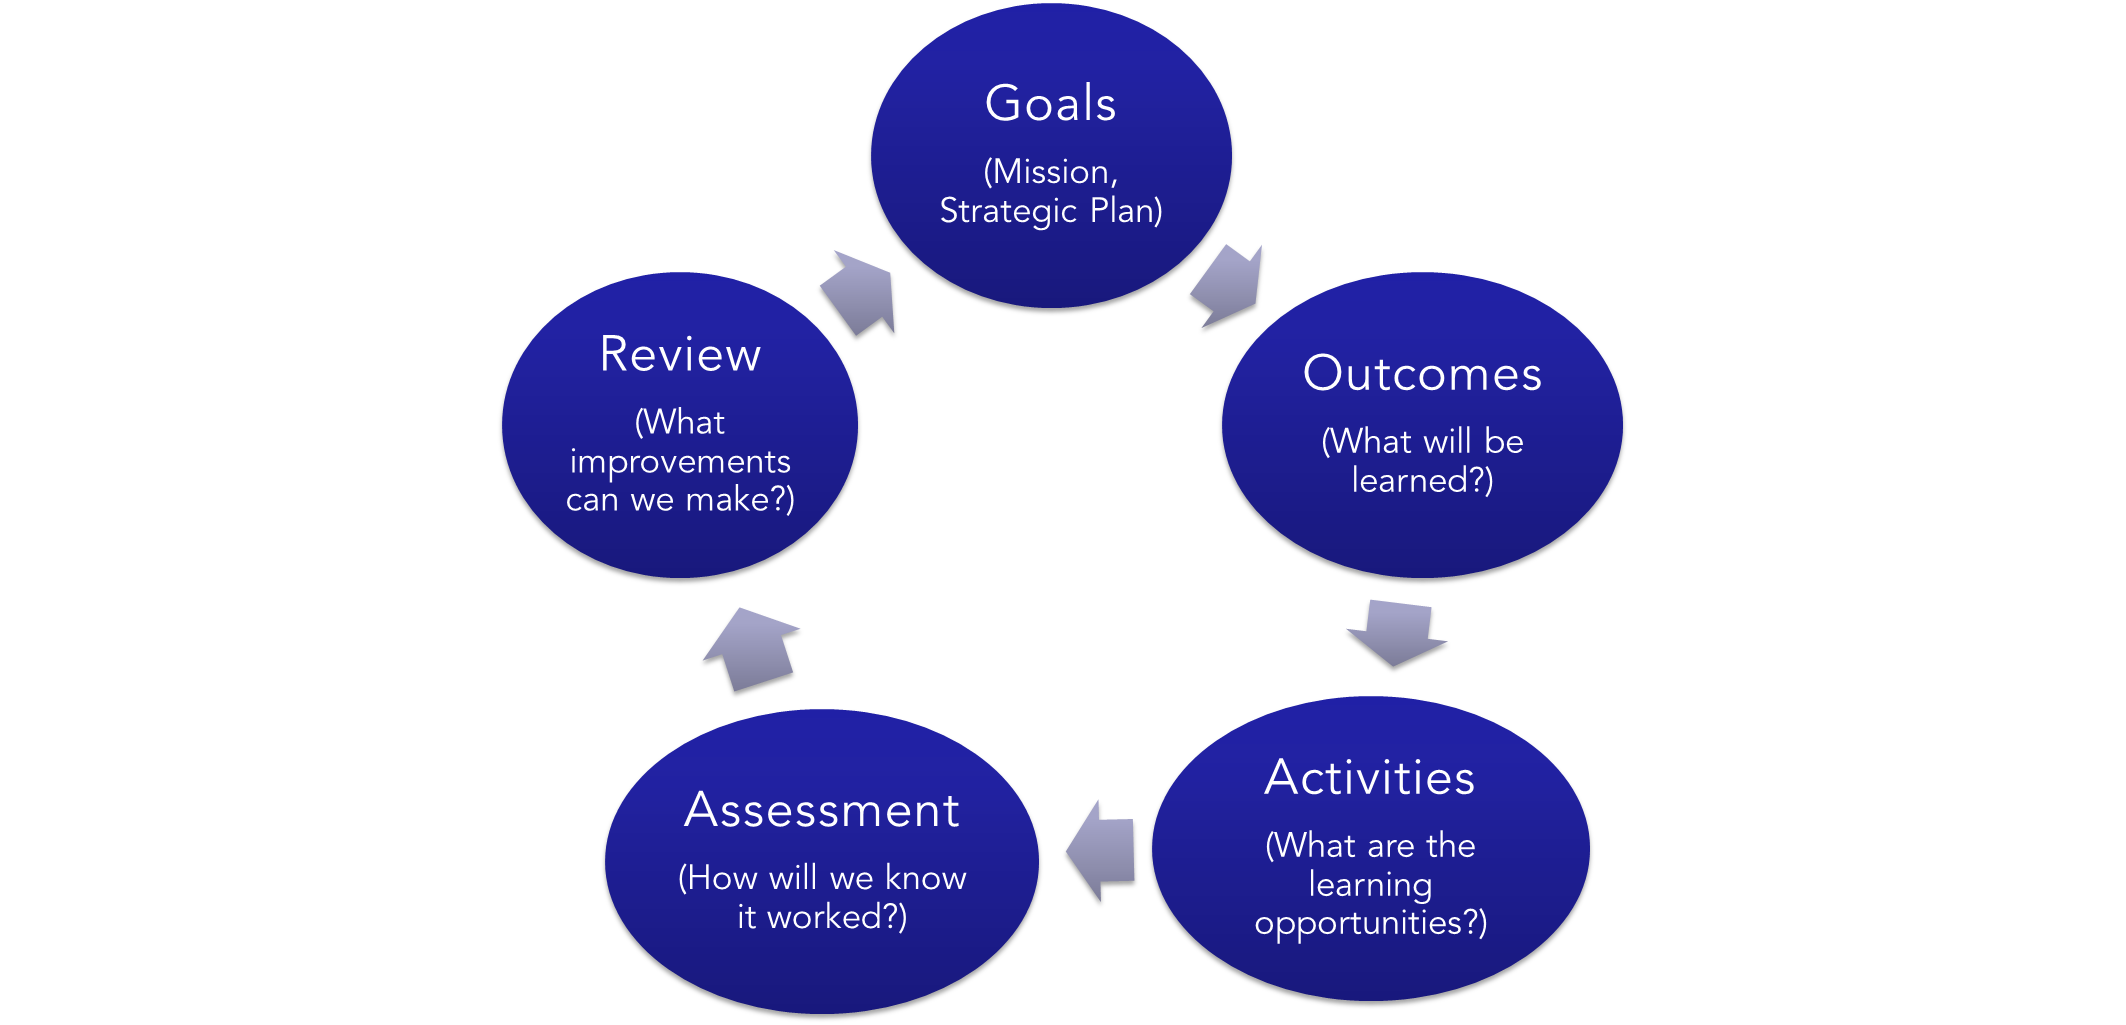 Goals
(Mission,
Strategic Plan)
Outcomes
(What will be
learned?)
Activities
(What are the
learning
opportunities?)
Assessment
(How will we know
it worked?)
Review
(What
improvements
can we make?)